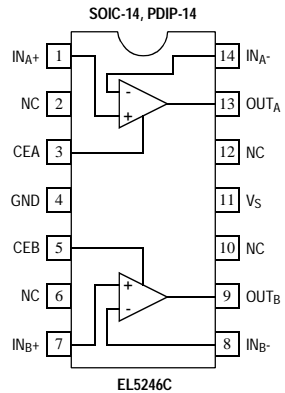 SOIC-14, PDIP-14
INA+ 1 14 INA-
NC 2 13 OUTA
CEA 3 12 NC
GND 4 11 VS
CEB 5 10 NC
NC 6 9 OUTB
INB+ 7 8 INB-
- +
+ -
EL5246C